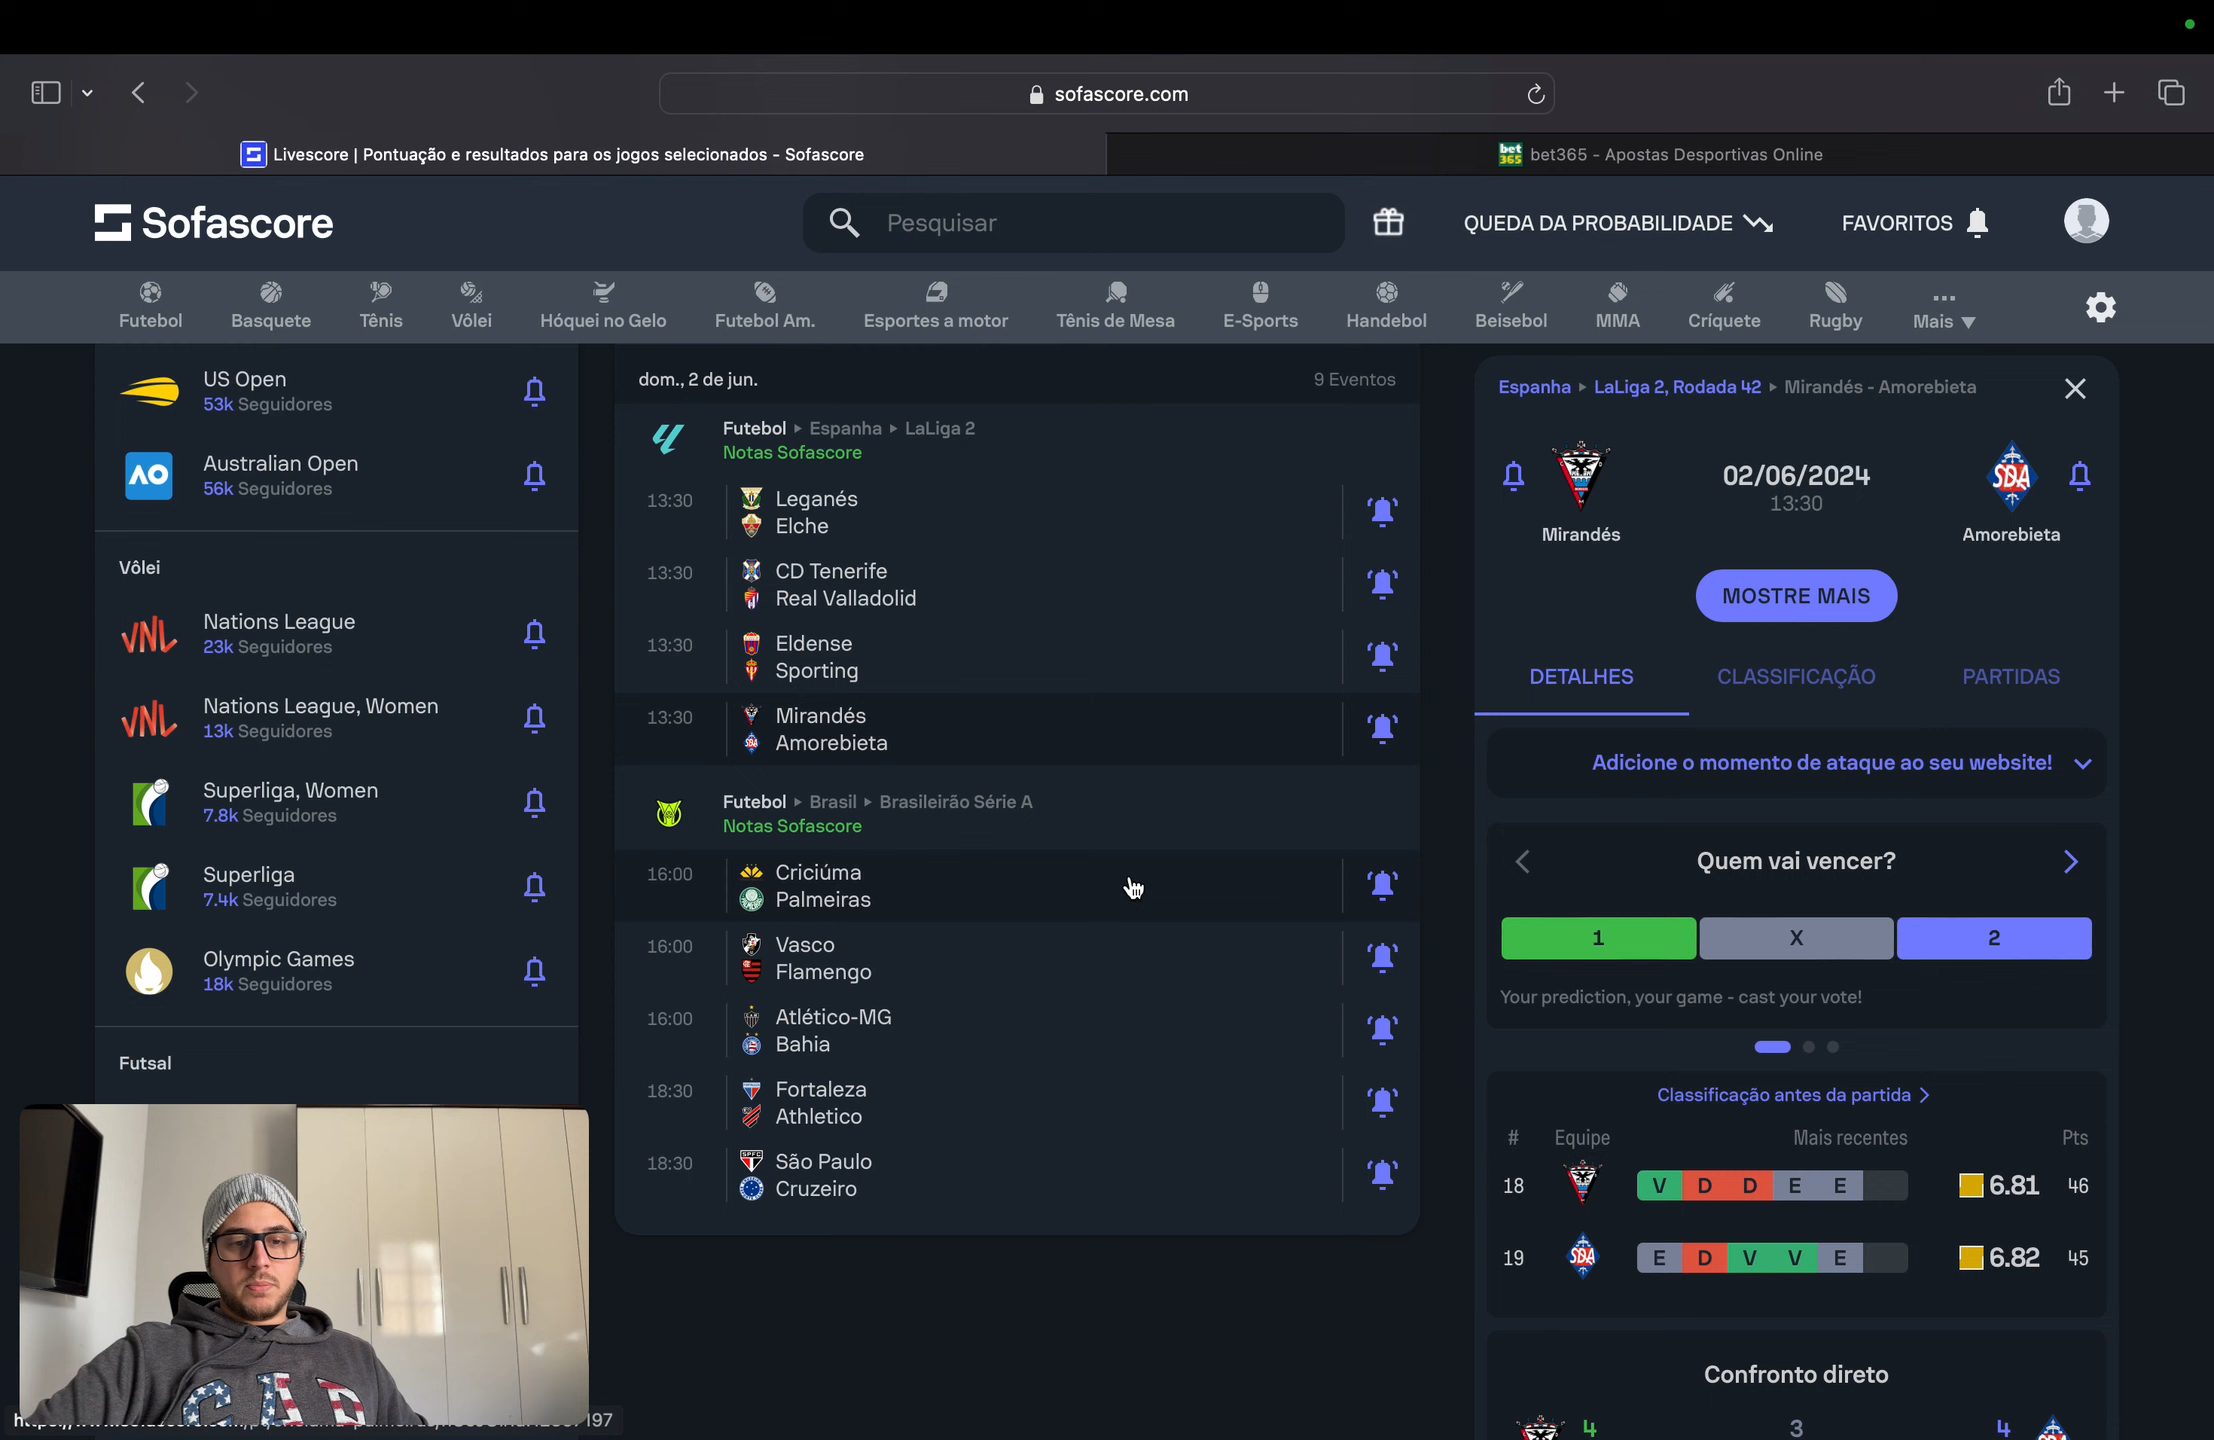 sofascore.com
Livescore | Pontuação e resultados para os jogos selecionados - Sofascore
bet365
bet365 - Apostas Desportivas Online
Sofascore
Pesquisar
QUEDA DA PROBABILIDADE
FAVORITOS
Futebol
Basquete
Tênis
Vôlei
Hóquei no Gelo
Futebol Am.
Esportes a motor
Tênis de Mesa
E-Sports
Handebol
Beisebol
MMA
Críquete
Rugby
Mais
US Open
53k Seguidores
AO
Australian Open
56k Seguidores
Vôlei
VNL
Nations League
23k Seguidores
VNL
Nations League, Women
13k Seguidores
Superliga, Women
7.8k Seguidores
Superliga
7.4k Seguidores
Olympic Games
18k Seguidores
Futsal
dom., 2 de jun.
9 Eventos
Futebol Espanha LaLiga 2
Notas Sofascore
13:30
Leganés
Elche
13:30
CD Tenerife
Real Valladolid
13:30
Eldense
Sporting
13:30
Mirandés
Amorebieta
Futebol Brasil Brasileirão Série A
Notas Sofascore
16:00
Criciúma
Palmeiras
16:00
Vasco
Flamengo
16:00
Atlético-MG
Bahia
18:30
Fortaleza
Athletico
18:30
São Paulo
Cruzeiro
Espanha LaLiga 2, Rodada 42 Mirandés - Amorebieta
02/06/2024
13:30
SDA
Mirandés
Amorebieta
MOSTRE MAIS
DETALHES
CLASSIFICAÇÃO
PARTIDAS
Adicione o momento de ataque ao seu website!
Quem vai vencer?
1 X 2
Your prediction, your game - cast your vote!
Classificação antes da partida
# Equipe Mais recentes Pts
18 V D D E E 6.81 46
19 SDA E D V V E 6.82 45
Confronto direto
4 3 4